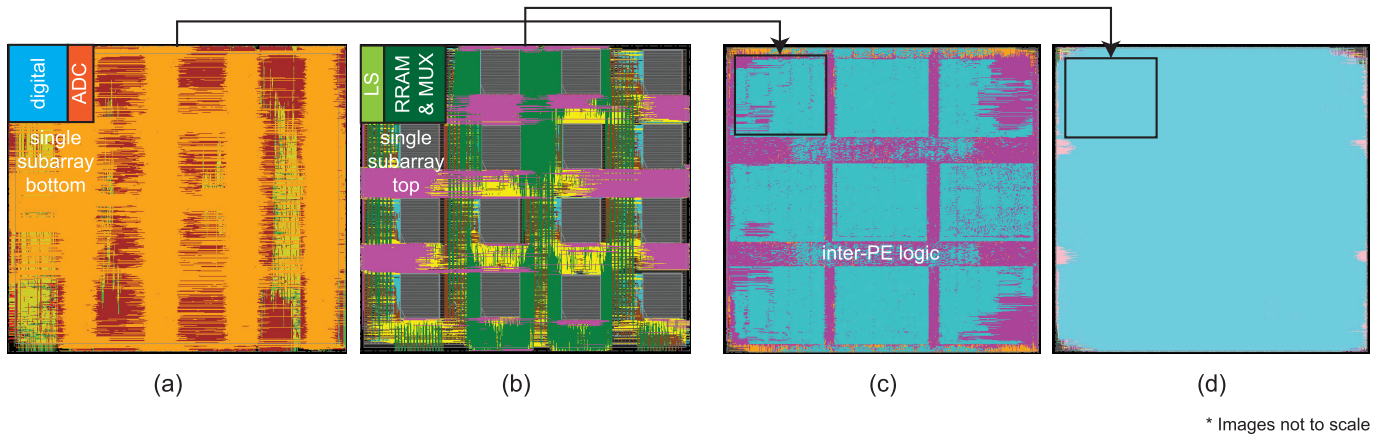 digital
ADC
single
subarray
bottom
LS
RRAM
& MUX
single
subarray
top
inter-PE logic
(a)
(b)
(c)
(d)
* Images not to scale